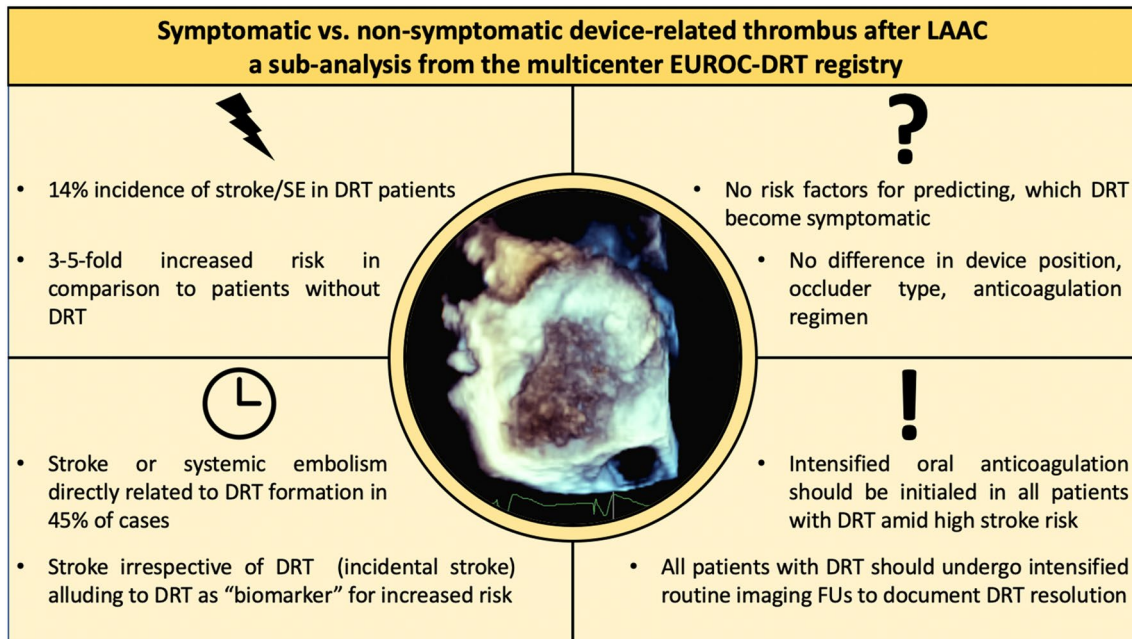 Symptomatic vs. non-symptomatic device-related thrombus after LAAC
a sub-analysis from the multicenter EUROC-DRT registry
• 14% incidence of stroke/SE in DRT patients
• 3-5-fold increased risk in
comparison to patients without
DRT
?
• No risk factors for predicting, which DRT
become symptomatic
• No difference in device position,
occluder type, anticoagulation
regimen
• Stroke or systemic embolism
directly related to DRT formation in
45% of cases
• Stroke irrespective of DRT (incidental stroke)
alluding to DRT as “biomarker” for increased risk
!
• Intensified oral anticoagulation
should be initialed in all patients
with DRT amid high stroke risk
• All patients with DRT should undergo intensified
routine imaging FUs to document DRT resolution